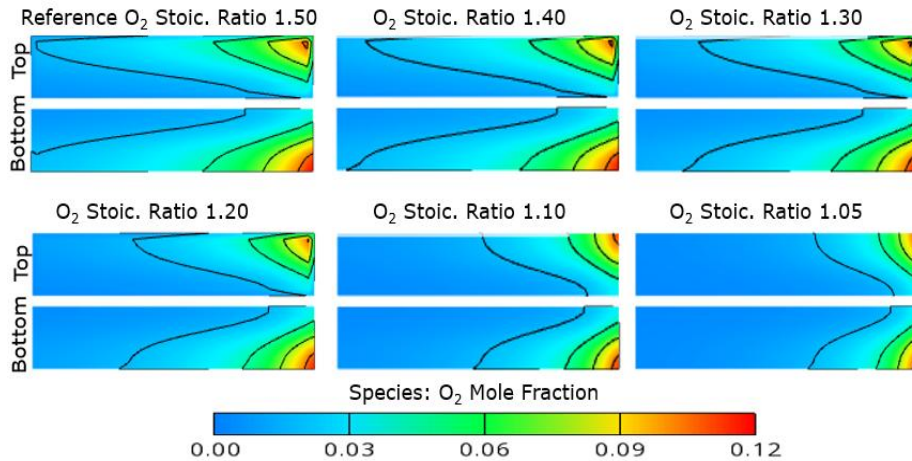 Reference O₂ Stoic. Ratio 1.50
O₂ Stoic. Ratio 1.40
O₂ Stoic. Ratio 1.30
Top
Bottom
O₂ Stoic. Ratio 1.20
O₂ Stoic. Ratio 1.10
O₂ Stoic. Ratio 1.05
Top
Bottom
Species: O₂ Mole Fraction
0.00 0.03 0.06 0.09 0.12